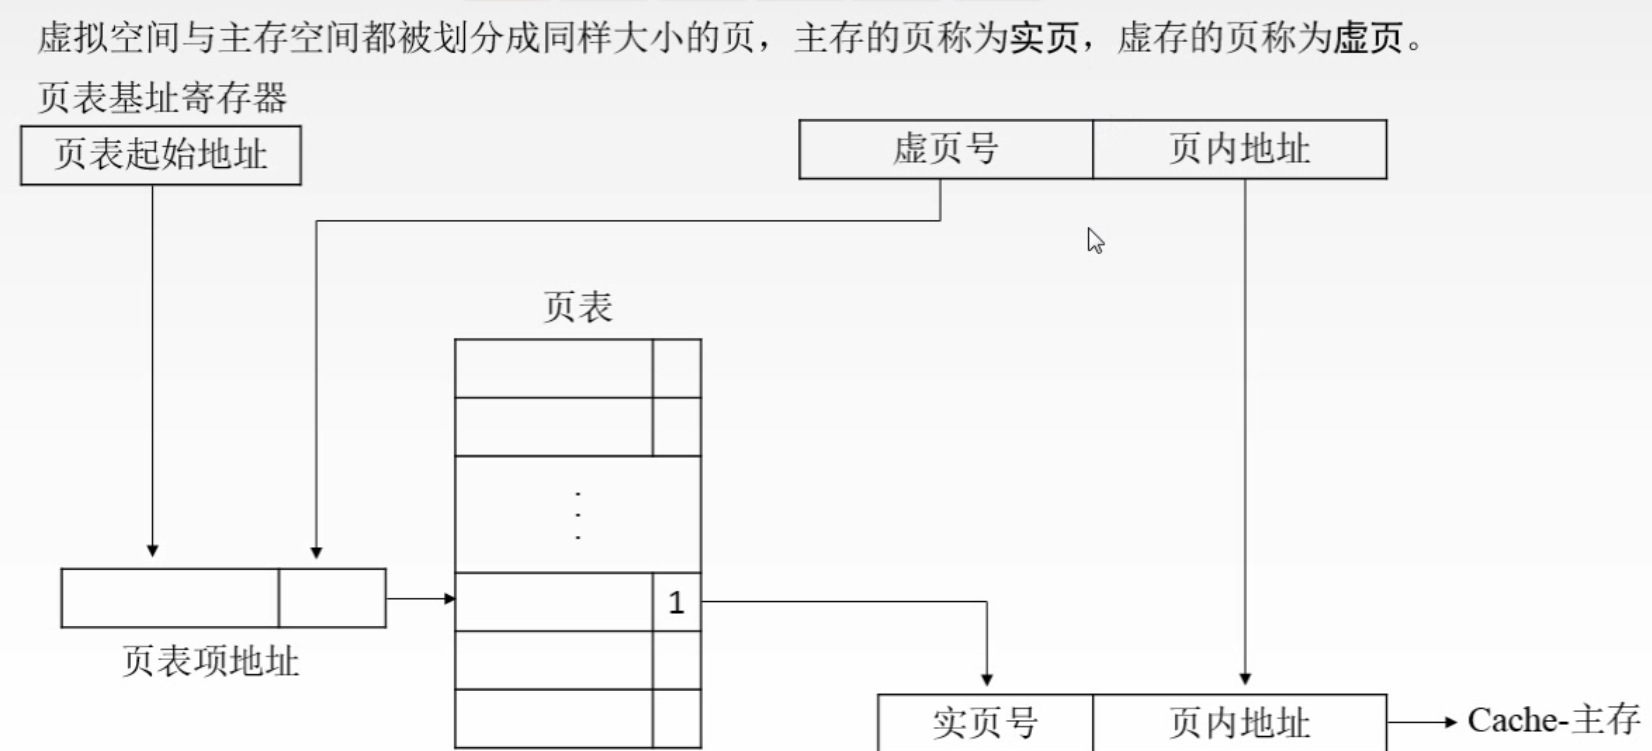 虚拟空间与主存空间都被划分成同样大小的页，主存的页称为实页，虚存的页称为虚页。
页表基址寄存器
页表起始地址
虚页号
页内地址
页表
1
页表项地址
实页号
页内地址
Cache-主存